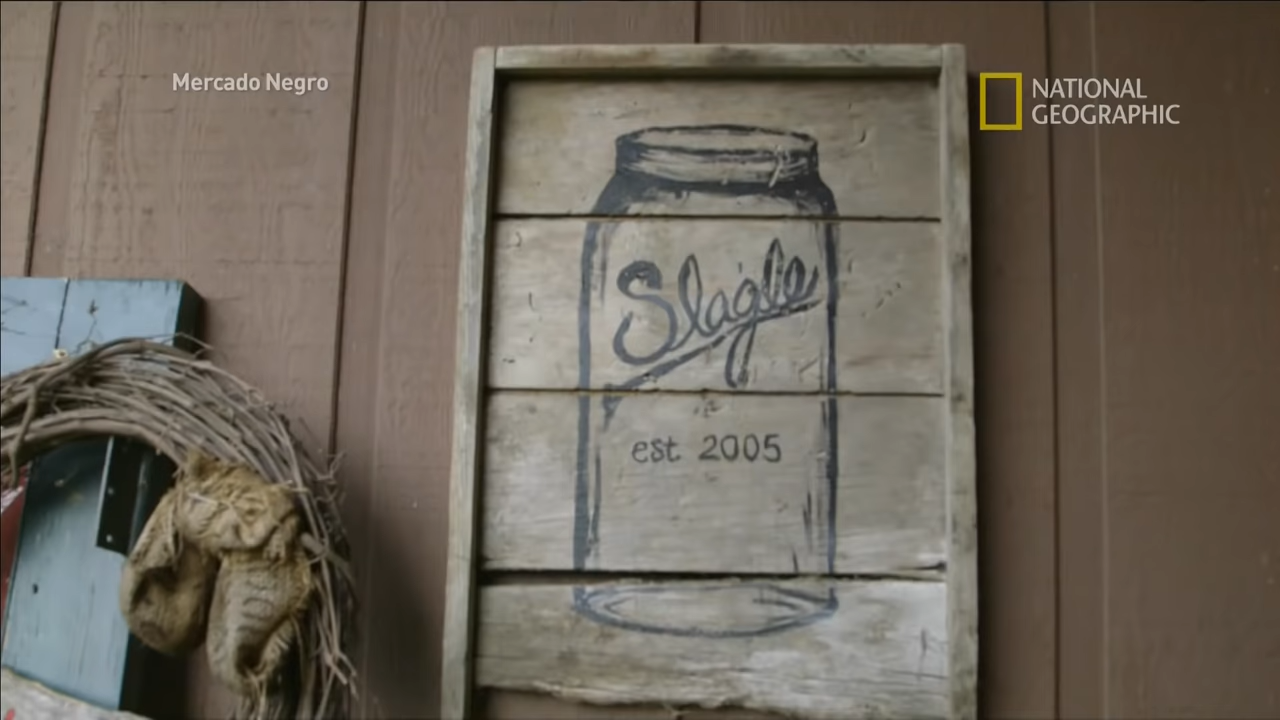 Mercado Negro
NATIONAL
GEOGRAPHIC
Slagle
est 2005